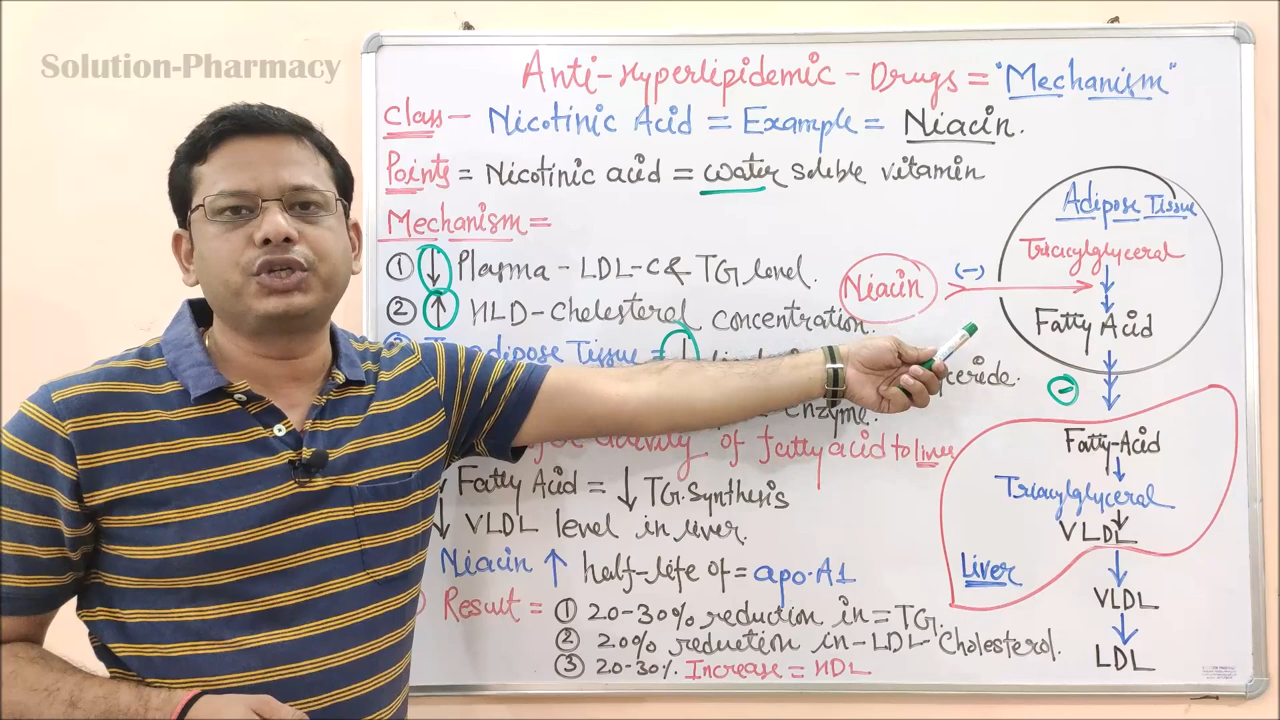 Solution-Pharmacy
Anti-Hyperlipidemic-Drugs = "Mechanism"
Class- Nicotinic Acid = Example = Niacin.
Points = Nicotinic acid = water soluble vitamin
Mechanism =
① ↓ Plasma-LDL-C & TG level.
② ↑ HLD-Cholesterol concentration.
adipose Tissue = ↓
enzyme.
of fatty acid to liver
Fatty Acid = ↓ TG. Synthesis
↓ VLDL level in liver.
Niacin ↑ half-life of = apo-A1
Result = ① 20-30% reduction in = TG.
② 20% reduction in-LDL-Cholesterol.
③ 20-30%. Increase = HDL
Adipose Tissue
Triacylglyceral
Niacin (-)
Fatty Acid
-
Fatty-Acid
Triacylglyceral
VLDL
Liver
VLDL
LDL